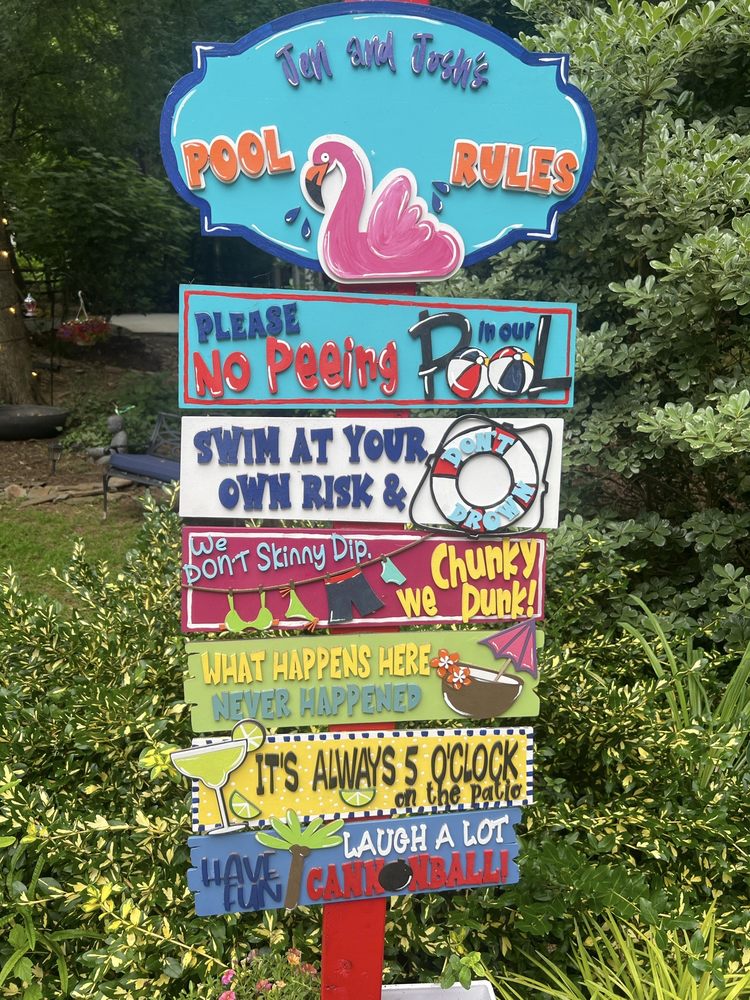 Jen and Josh's
POOL RULES
PLEASE
NO Peeing in our
POOL
SWIM AT YOUR
OWN RISK &
DON'T
DROWN
We
DON'T SKINNY DIP,
Chunky
we Dunk!
WHAT HAPPENS HERE
NEVER HAPPENED
IT'S ALWAYS 5 O'CLOCK
on the patio
LAUGH A LOT
HAVE
FUN
CANNONBALL!